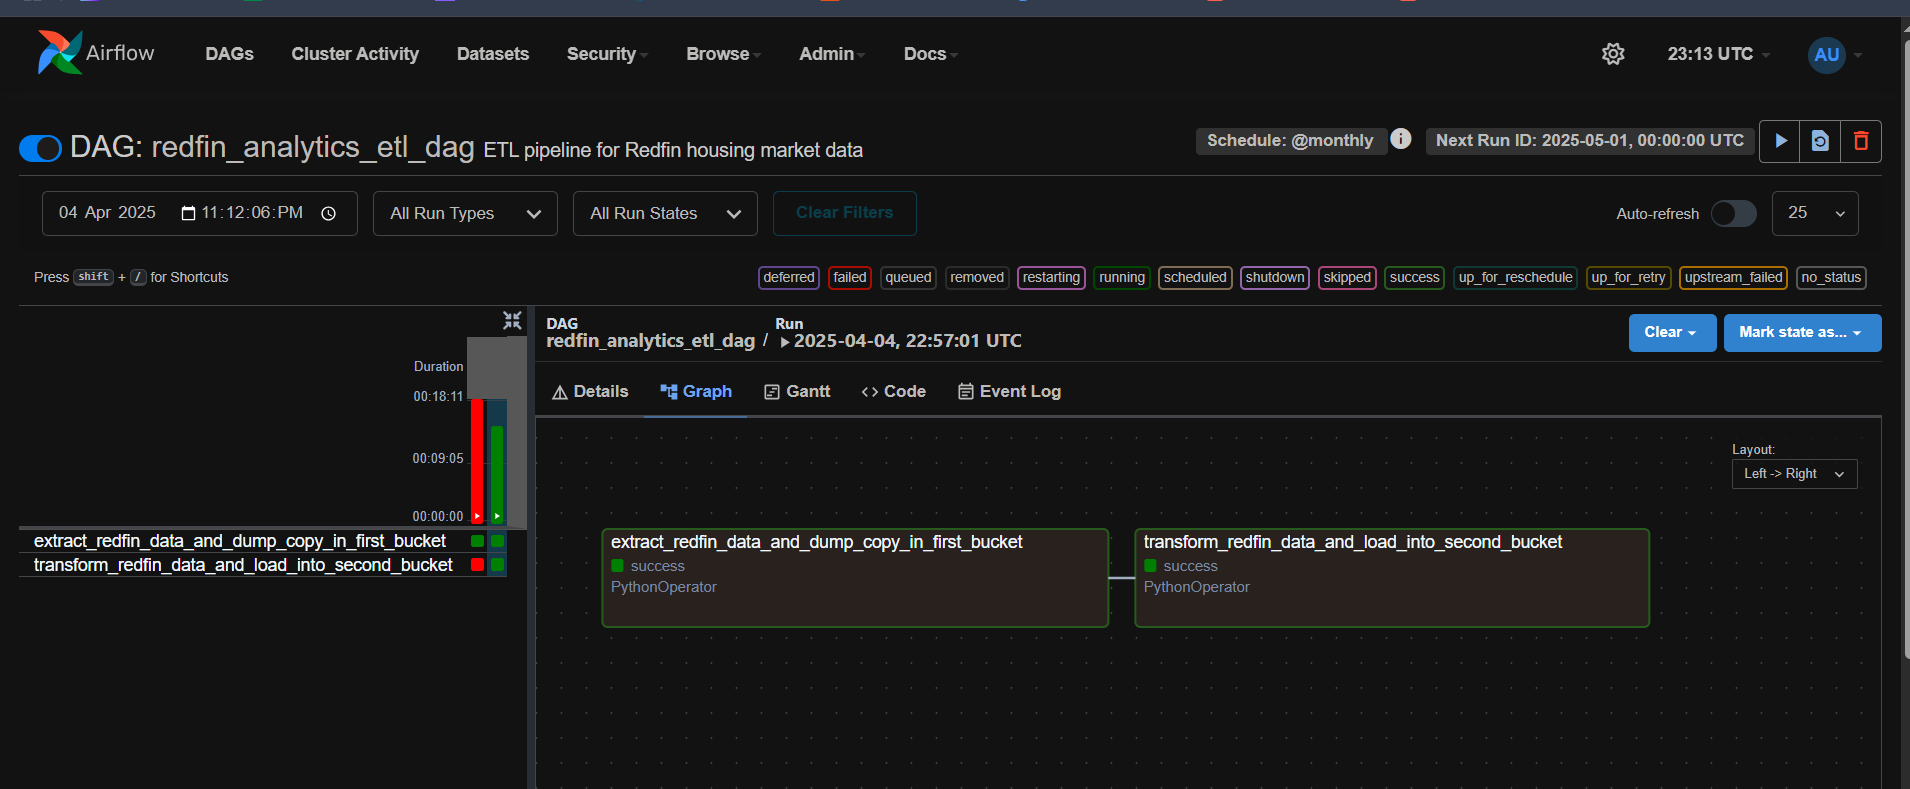 Airflow DAGs Cluster Activity Datasets Security Browse Admin Docs 23:13 UTC AU
DAG: redfin_analytics_etl_dag ETL pipeline for Redfin housing market data Schedule: @monthly i Next Run ID: 2025-05-01, 00:00:00 UTC
04 Apr 2025 11:12:06:PM All Run Types All Run States Clear Filters Auto-refresh 25
Press shift + / for Shortcuts deferred failed queued removed restarting running scheduled shutdown skipped success up_for_reschedule up_for_retry upstream_failed no_status
Duration
00:18:11
00:09:05
00:00:00
extract_redfin_data_and_dump_copy_in_first_bucket
transform_redfin_data_and_load_into_second_bucket
DAG Run
redfin_analytics_etl_dag / 2025-04-04, 22:57:01 UTC
Clear Mark state as...
Details Graph Gantt Code Event Log
Layout:
Left -> Right
extract_redfin_data_and_dump_copy_in_first_bucket
success
PythonOperator
transform_redfin_data_and_load_into_second_bucket
success
PythonOperator